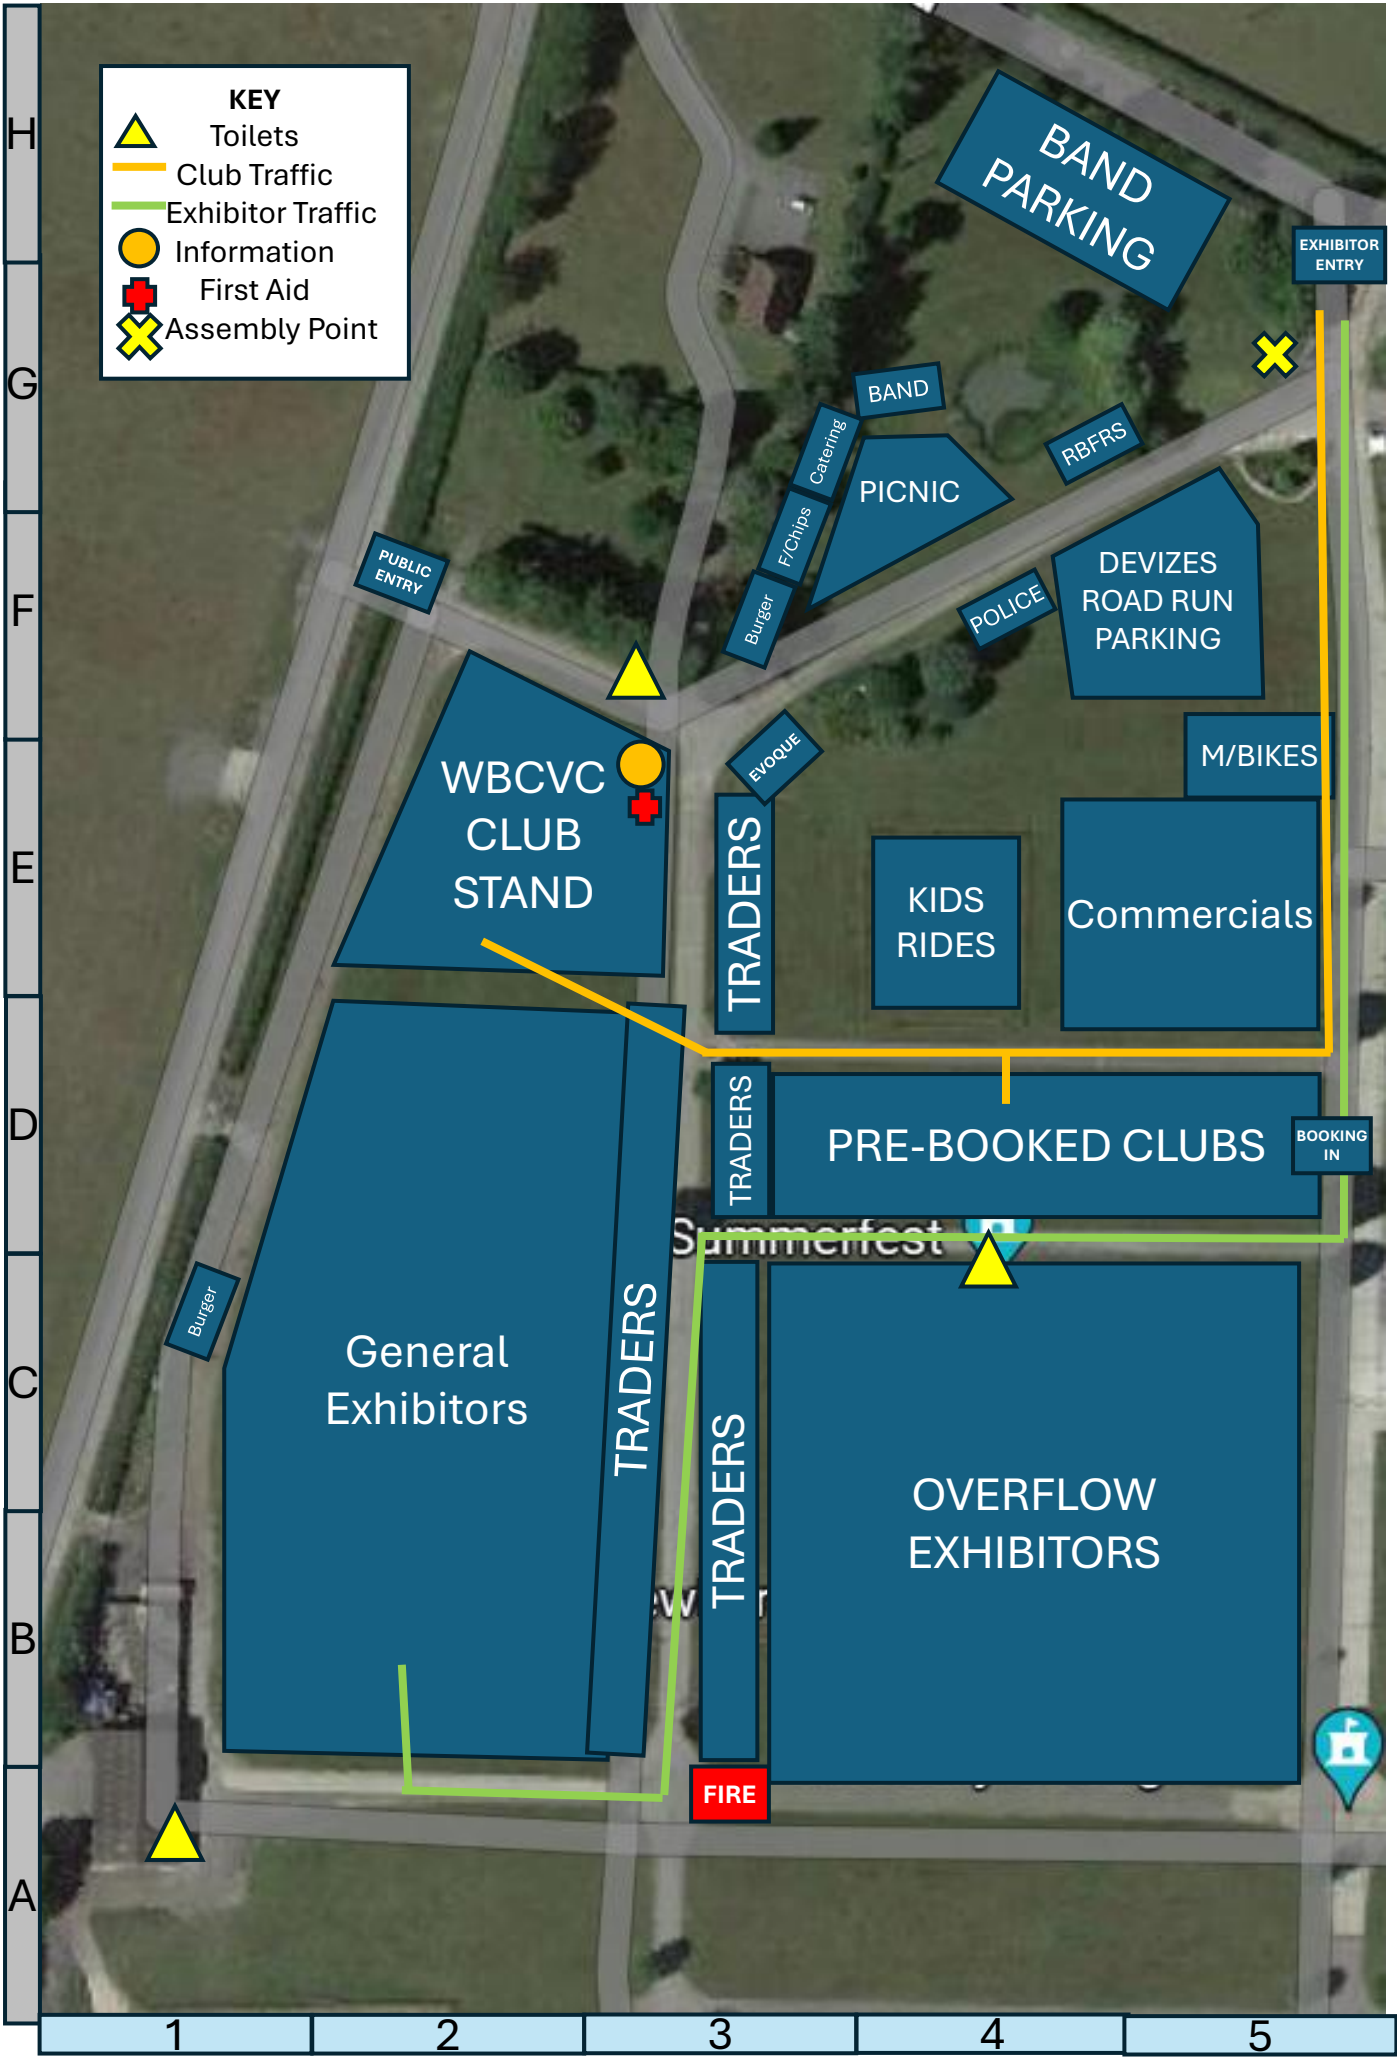 H
G
F
E
D
C
B
A
KEY
Toilets
Club Traffic
Exhibitor Traffic
Information
First Aid
Assembly Point
BAND
PARKING
EXHIBITOR
ENTRY
BAND
Catering
PICNIC
RBFRS
F/Chips
PUBLIC
ENTRY
Burger
POLICE
DEVIZES
ROAD RUN
PARKING
EVOQUE
M/BIKES
WBCVC
CLUB
STAND
TRADERS
KIDS
RIDES
Commercials
TRADERS
PRE-BOOKED CLUBS
BOOKING
IN
Summerfest
Burger
General
Exhibitors
TRADERS
TRADERS
OVERFLOW
EXHIBITORS
FIRE
1
2
3
4
5